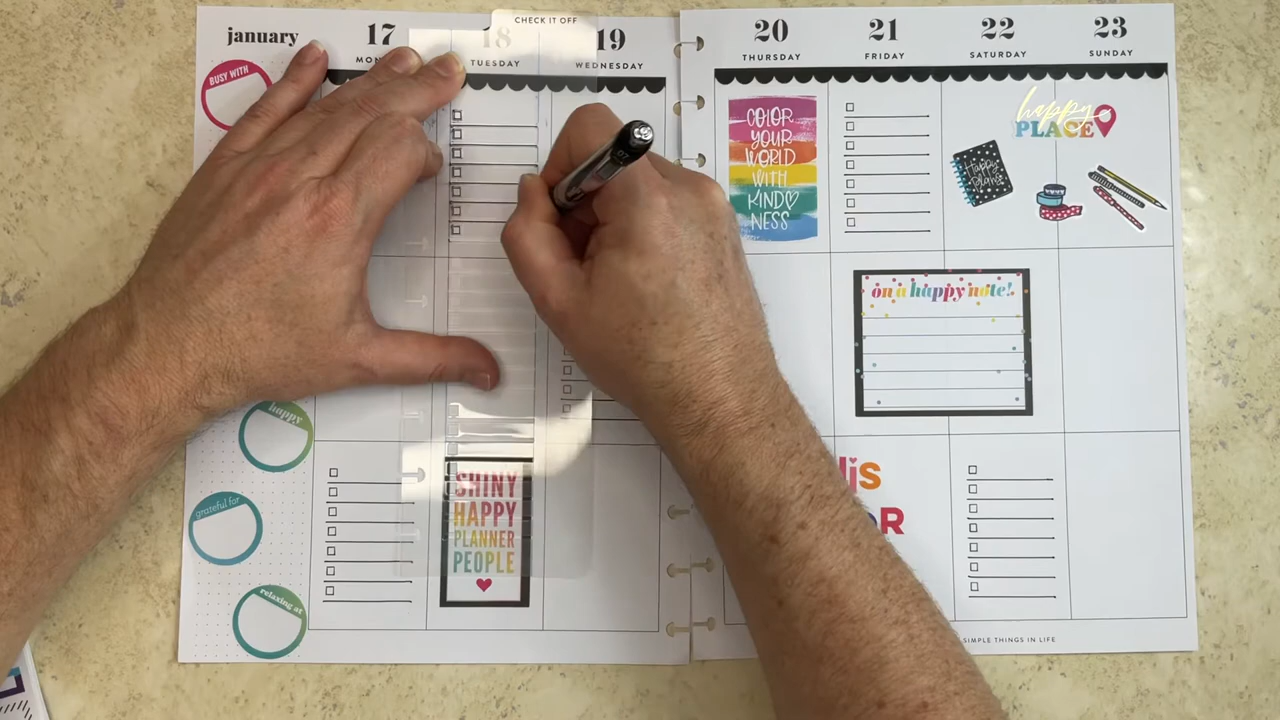 CHECK IT OFF
january
17
18
TUESDAY
19
WEDNESDAY
20
THURSDAY
21
FRIDAY
22
SATURDAY
23
SUNDAY
BUSY WITH
COLOR
YOUR
WORLD
WITH
KIND
NESS
happy
PLACE
on a happy note!
happy
grateful for
relaxing at
SHINY
HAPPY
PLANNER
PEOPLE
SIMPLE THINGS IN LIFE